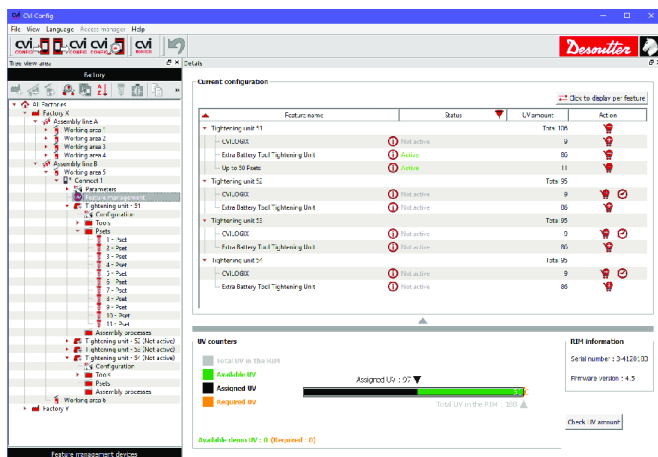 CVI Config
File View Language Access manager Help
CVI CONFIG CVI CONFIG CVI CVI MONITOR
Desoutter
Tree view area
Details
Factory
All Factories
Factory X
Assembly line A
Working area 1
Working area 2
Working area 3
Working area 4
Assembly line B
Working area 5
Connect 1
Parameters
Feature management
Tightening unit - 51
Configuration
Tools
Psets
1 - Pset
2 - Pset
3 - Pset
4 - Pset
5 - Pset
6 - Pset
7 - Pset
8 - Pset
9 - Pset
10 - Pset
11 - Pset
Assembly processes
Tightening unit - 52 (Not active)
Tightening unit - 53 (Not active)
Tightening unit - 54 (Not active)
Configuration
Tools
Psets
Assembly processes
Working area 6
Factory Y
Feature management devices
Current configuration
Click to display per feature
Feature name Status UV amount Action
Tightening unit 51 Total 106
CVILOGIX Not active 9
Extra Battery Tool Tightening Unit Active 86
Up to 50 Psets Active 11
Tightening unit 52 Total 95
CVILOGIX Not active 9
Extra Battery Tool Tightening Unit Not active 86
Tightening unit 53 Total 95
CVILOGIX Not active 9
Extra Battery Tool Tightening Unit Not active 86
Tightening unit 54 Total 95
CVILOGIX Not active 9
Extra Battery Tool Tightening Unit Not active 86
UV counters
Total UV in the RIM
Available UV
Assigned UV
Required UV
Assigned UV : 97
Total UV in the RIM : 180
Available demo UV : 0 (Required : 0)
RIM information
Serial number :
Firmware version : 4.5
Check UV amount